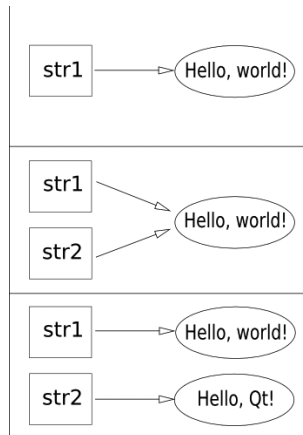 str1 Hello, world!
str1
Hello, world!
str2
str1 Hello, world!
str2 Hello, Qt!